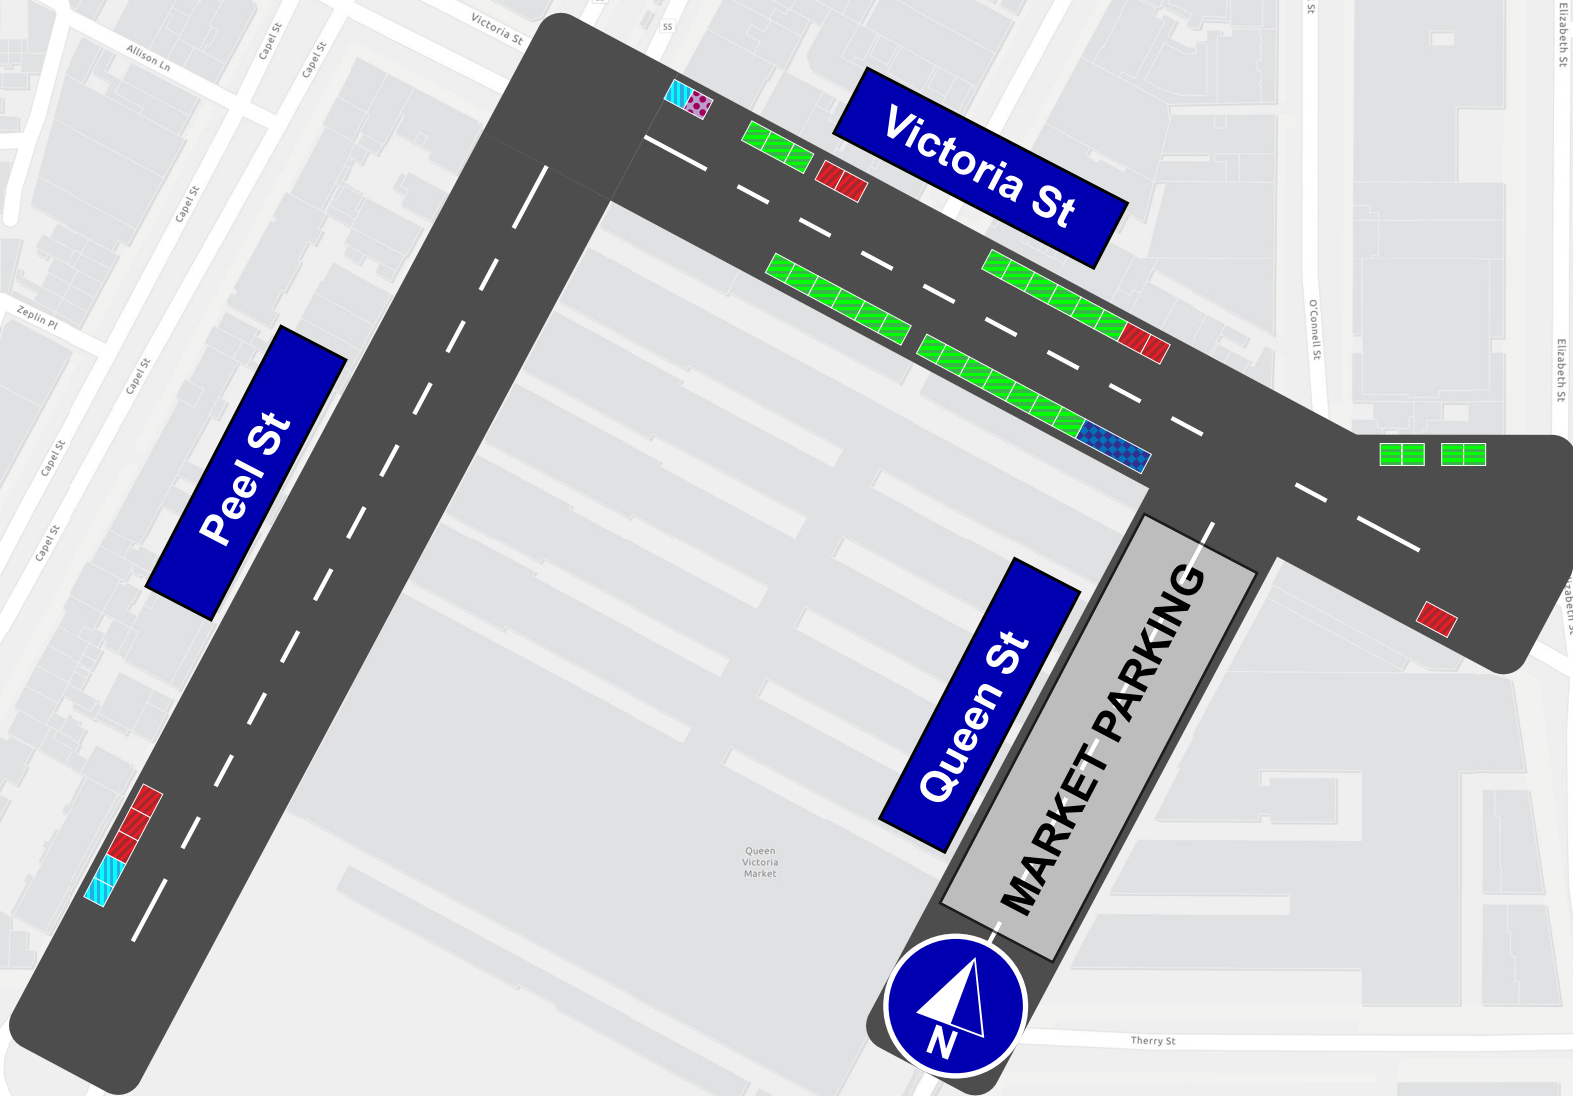 Victoria St
55
St
Elizabeth St
Allison Ln
Capel St
Capel St
Capel St
Victoria St
Zeplin Pl
Capel St
O'Connell St
Elizabeth St
Peel St
Capel St
Capel St
Queen St
MARKET PARKING
Queen
Victoria
Market
N
Therry St